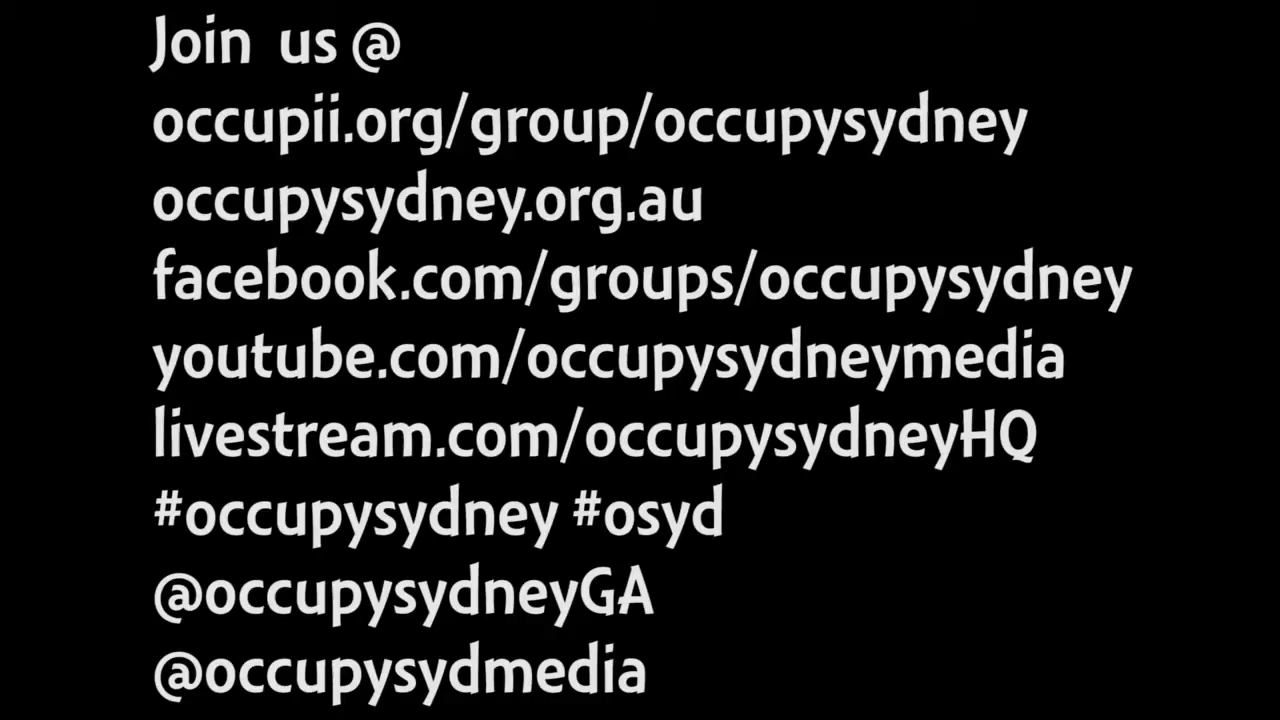 Join us @
occupii.org/group/occupysydney
occupysydney.org.au
facebook.com/groups/occupysydney
youtube.com/occupysydneymedia
livestream.com/occupysydneyHQ
#occupysydney #osyd
@occupysydneyGA
@occupysydmedia